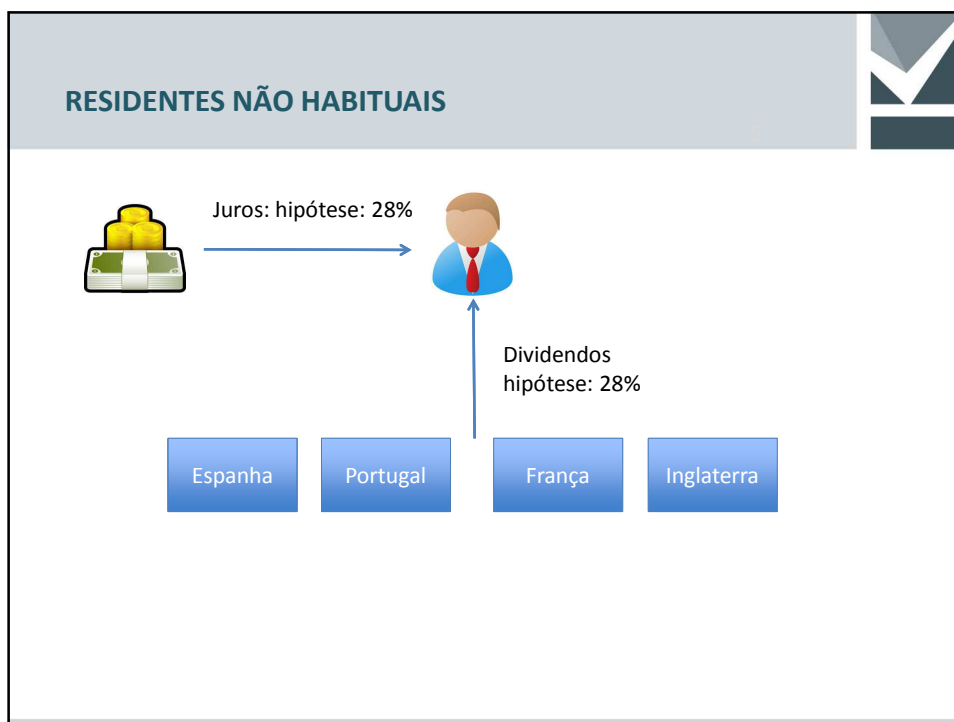 RESIDENTES NÃO HABITUAIS
Juros: hipótese: 28%
Dividendos
hipótese: 28%
Espanha
Portugal
França
Inglaterra